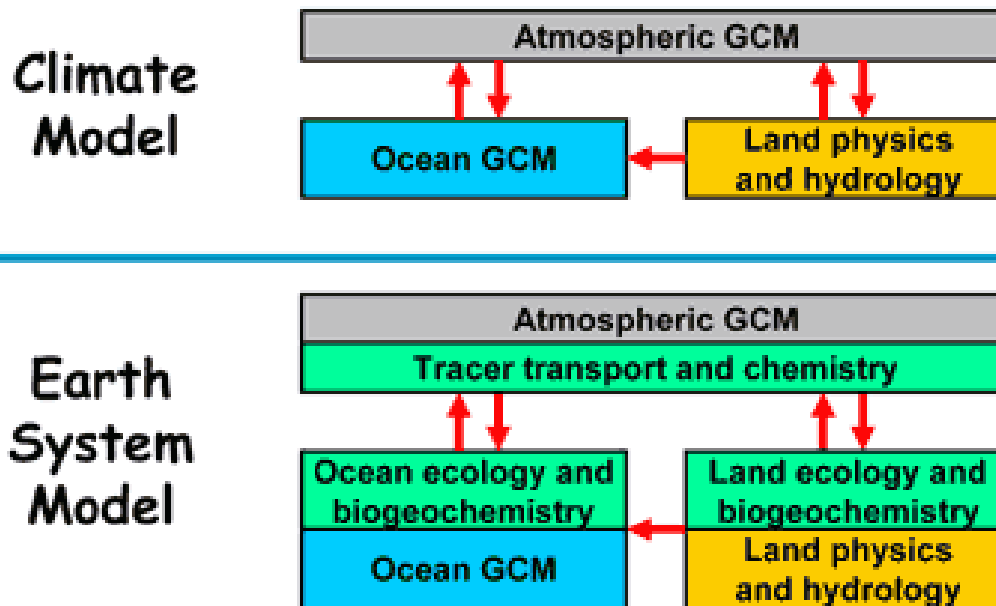 Climate
Model
Atmospheric GCM
Ocean GCM
Land physics
and hydrology
Earth
System
Model
Atmospheric GCM
Tracer transport and chemistry
Ocean ecology and
biogeochemistry
Land ecology and
biogeochemistry
Ocean GCM
Land physics
and hydrology